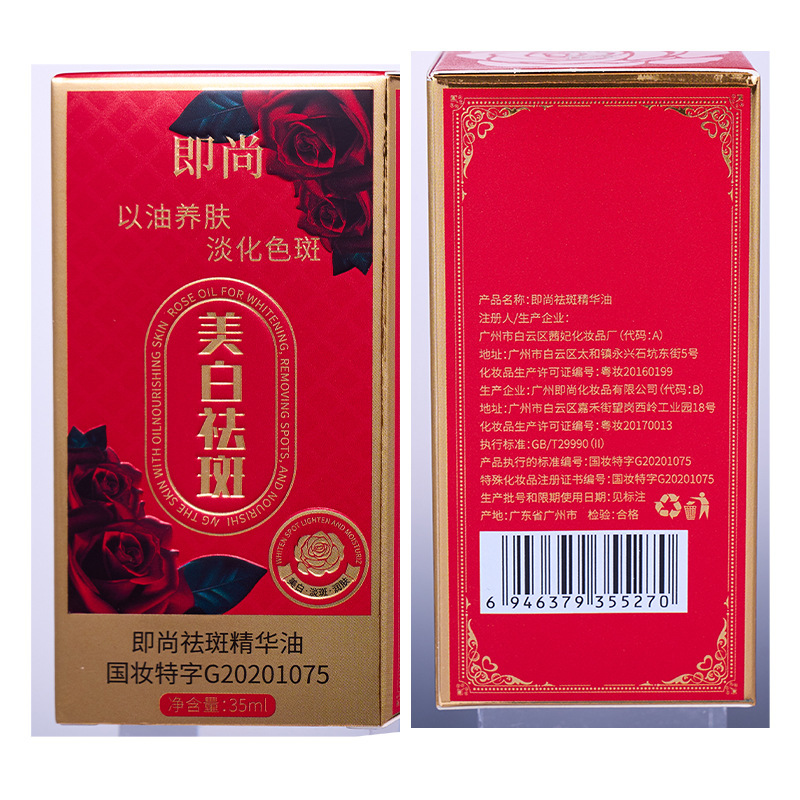 即尚
以油养肤
淡化色斑
ROSE OIL FOR WHITENING, REMOVING SPOTS, AND NOURISHI
NG THE SKIN WITH OILNOURISHING SKIN
美白祛斑
WHITEN SPOT LIGHTEN AND MOISTURIZ
美白·淡斑·润肤
即尚祛斑精华油
国妆特字G20201075
净含量:35ml
产品名称:即尚祛斑精华油
注册人/生产企业:
广州市白云区茜妃化妆品厂(代码:A)
地址:广州市白云区太和镇永兴石坑东街5号
化妆品生产许可证编号:粤妆20160199
生产企业:广州即尚化妆品有限公司(代码:B)
地址:广州市白云区嘉禾街望岗西岭工业园18号
化妆品生产许可证编号:粤妆20170013
执行标准:GB/T29990(II)
产品执行的标准编号:国妆特字G20201075
特殊化妆品注册证书编号:国妆特字G20201075
生产批号和限期使用日期:见标注
产地:广东省广州市 检验:合格
6 946379 355270